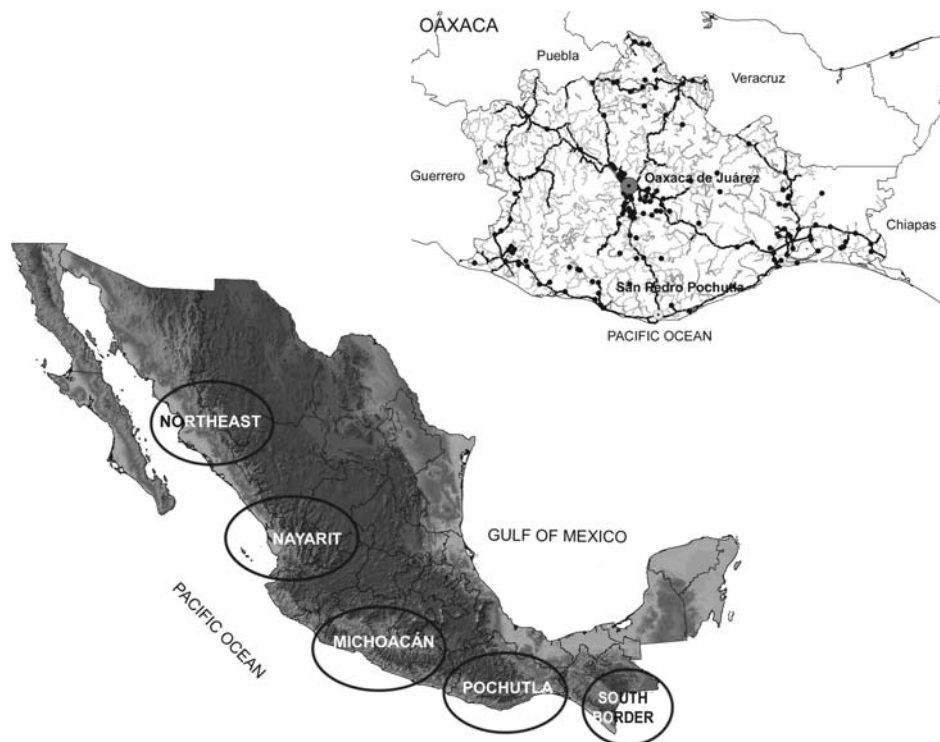 OAXACA
Puebla
Veracruz
Guerrero
Oaxaca de Juárez
Chiapas
San Pedro Pochutla
PACIFIC OCEAN
NORTHEAST
NAYARIT
GULF OF MEXICO
PACIFIC OCEAN
MICHOACÁN
POCHUTLA
SOUTH
BORDER